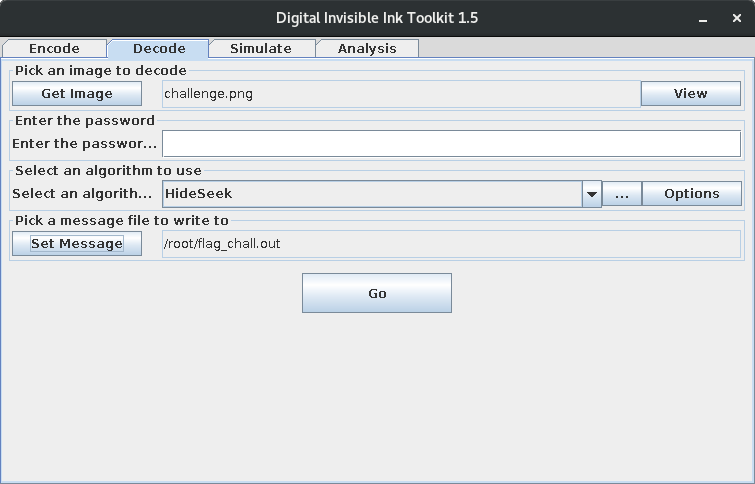 Digital Invisible Ink Toolkit 1.5
Encode Decode Simulate Analysis
Pick an image to decode
Get Image challenge.png View
Enter the password
Enter the passwor...
Select an algorithm to use
Select an algorith... HideSeek ... Options
Pick a message file to write to
Set Message /root/flag_chall.out
Go